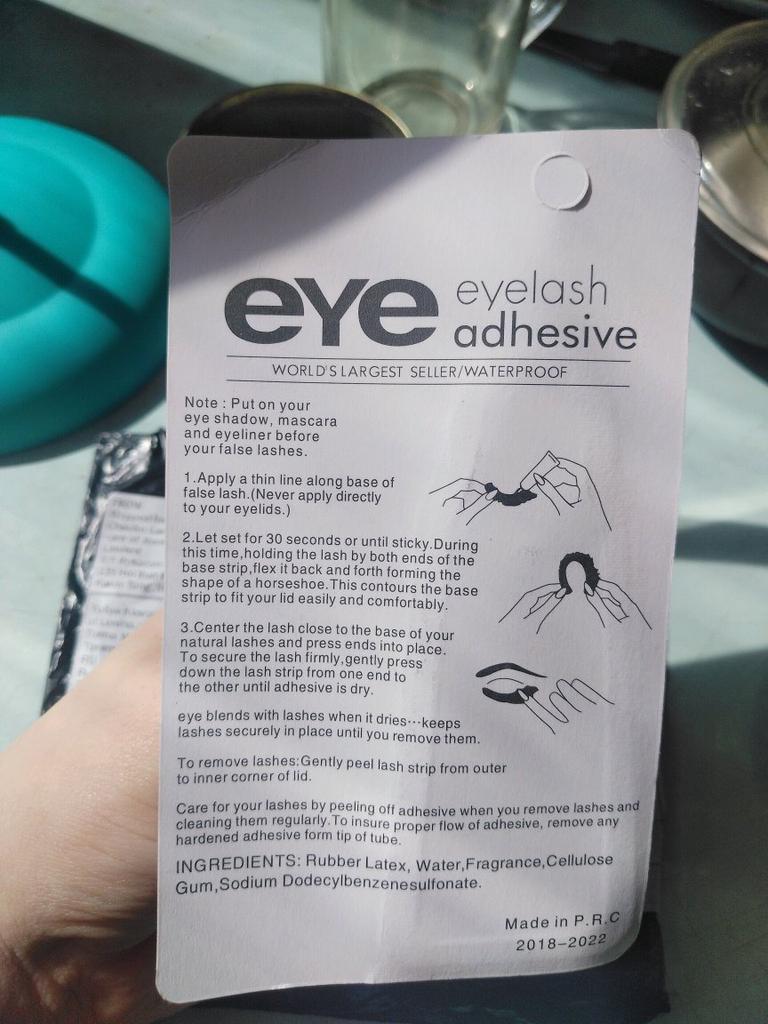 eye eyelash
adhesive
WORLD'S LARGEST SELLER/WATERPROOF
Note : Put on your
eye shadow, mascara
and eyeliner before
your false lashes.
1.Apply a thin line along base of
false lash.(Never apply directly
to your eyelids.)
2.Let set for 30 seconds or until sticky.During
this time,holding the lash by both ends of the
base strip,flex it back and forth forming the
shape of a horseshoe.This contours the base
strip to fit your lid easily and comfortably.
3.Center the lash close to the base of your
natural lashes and press ends into place.
To secure the lash firmly,gently press
down the lash strip from one end to
the other until adhesive is dry.
eye blends with lashes when it dries···keeps
lashes securely in place until you remove them.
To remove lashes:Gently peel lash strip from outer
to inner corner of lid.
Care for your lashes by peeling off adhesive when you remove lashes and
cleaning them regularly.To insure proper flow of adhesive, remove any
hardened adhesive form tip of tube.
INGREDIENTS: Rubber Latex, Water,Fragrance,Cellulose
Gum,Sodium Dodecylbenzenesulfonate.
Made in P.R.C
2018-2022